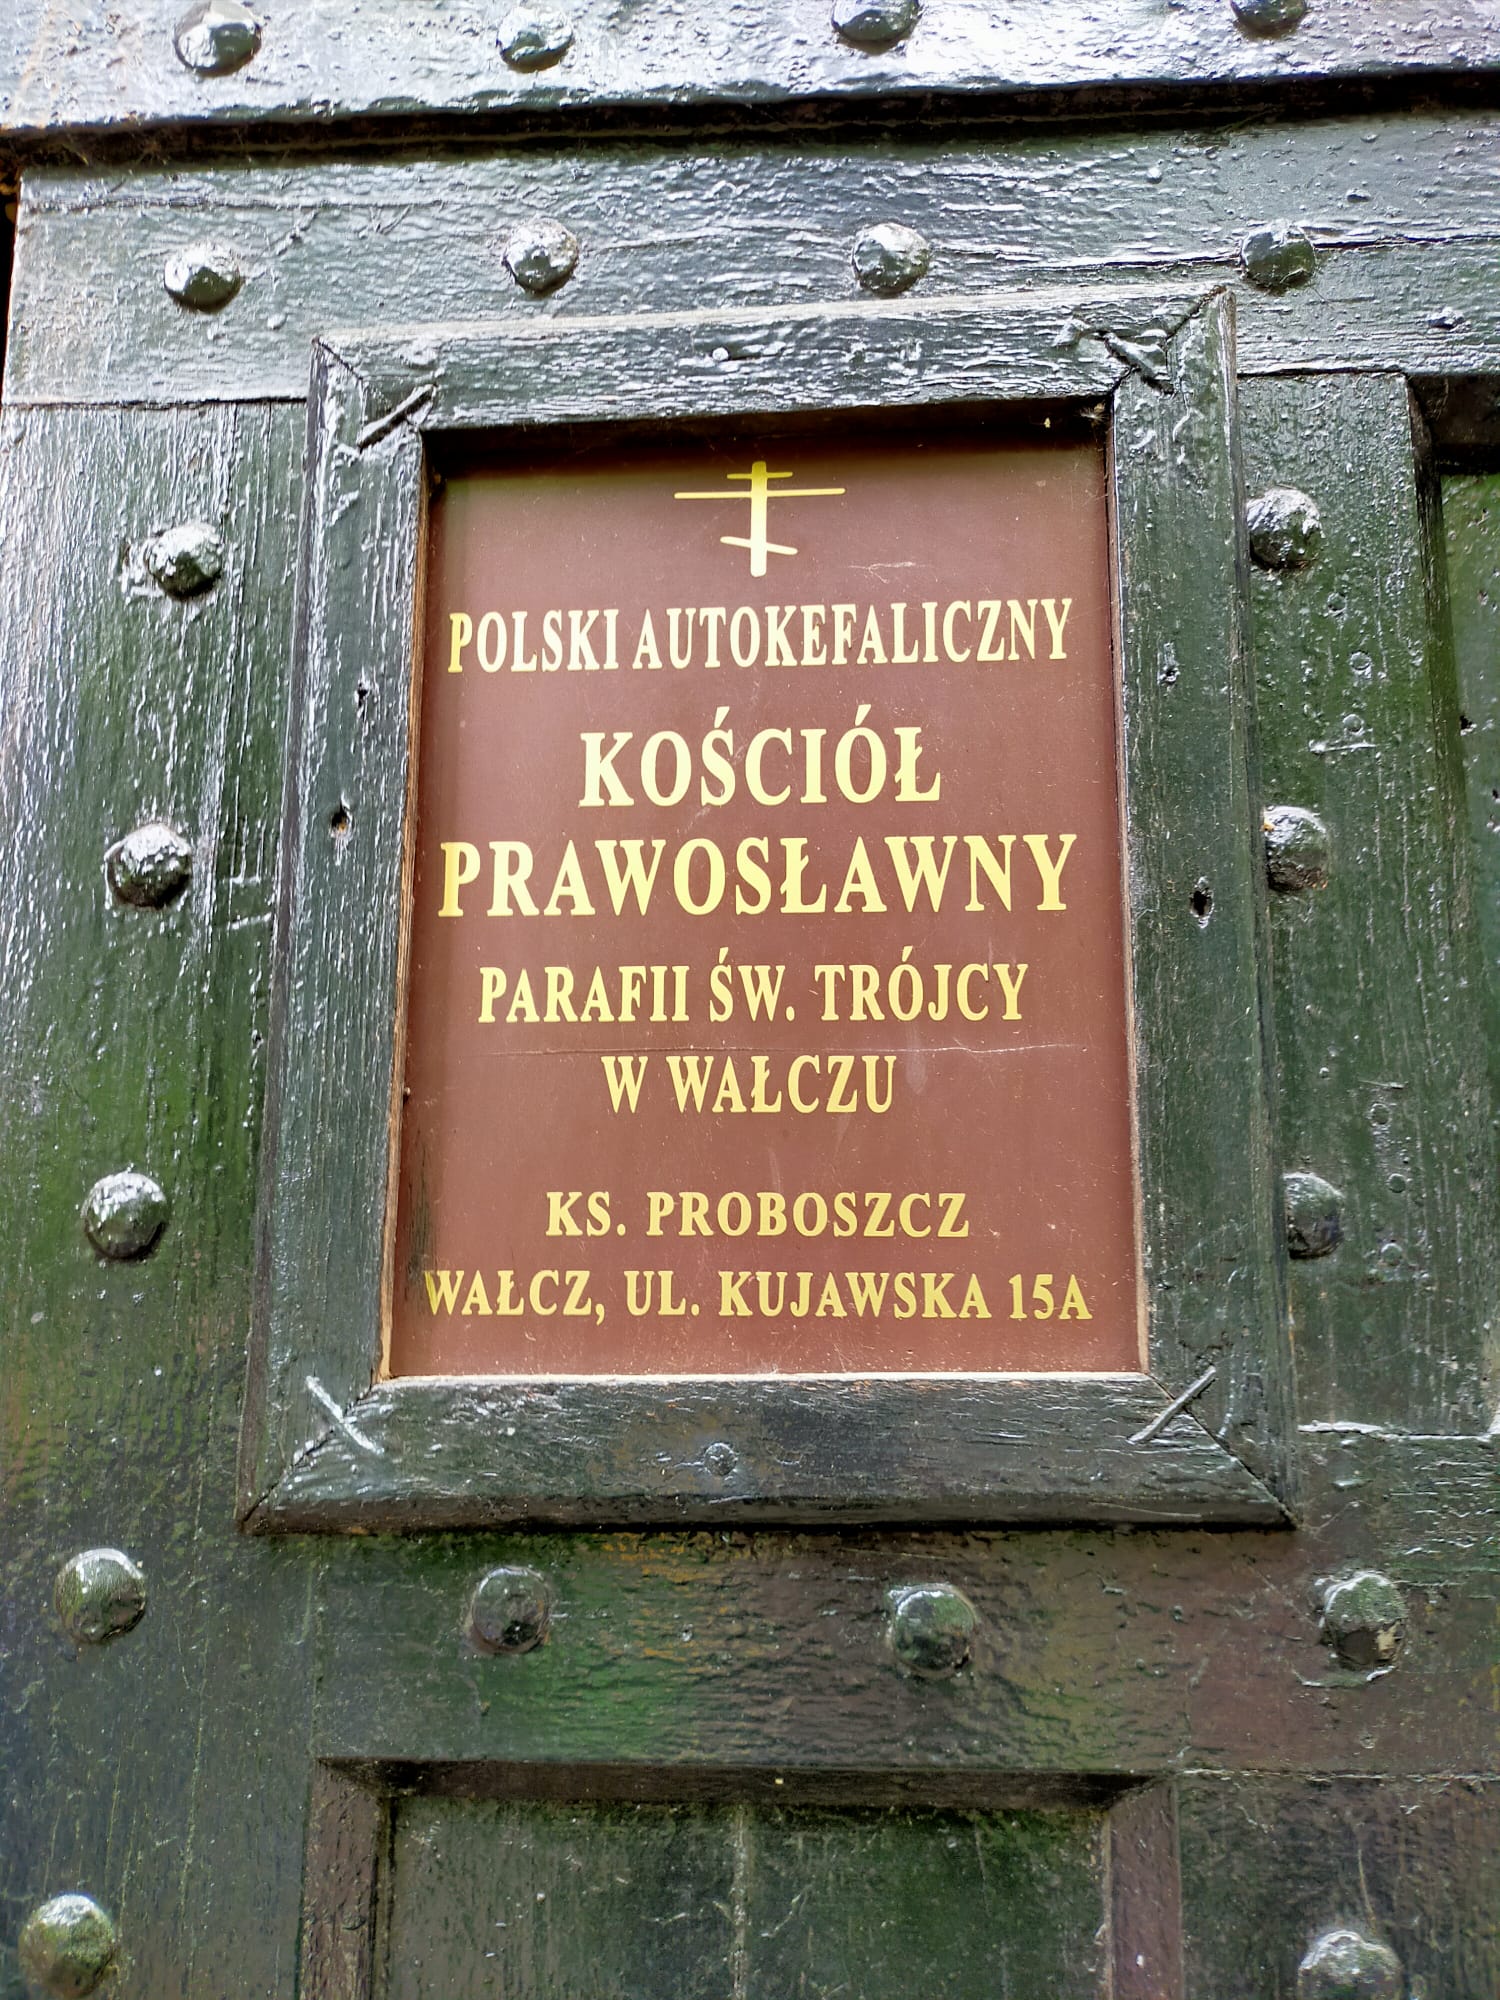 POLSKI AUTOKEFALICZNY
KOŚCIÓŁ
PRAWOSŁAWNY
PARAFII ŚW. TRÓJCY
W WAŁCZU
KS. PROBOSZCZ
WAŁCZ, UL. KUJAWSKA 15A